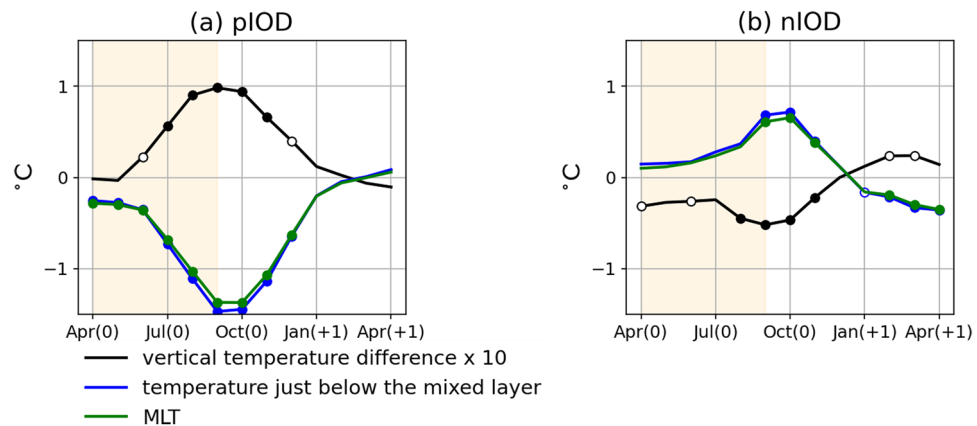 (a) pIOD
(b) nIOD
1
0
−1
°C
Apr(0) Jul(0) Oct(0) Jan(+1) Apr(+1)
1
0
−1
°C
Apr(0) Jul(0) Oct(0) Jan(+1) Apr(+1)
vertical temperature difference x 10
temperature just below the mixed layer
MLT